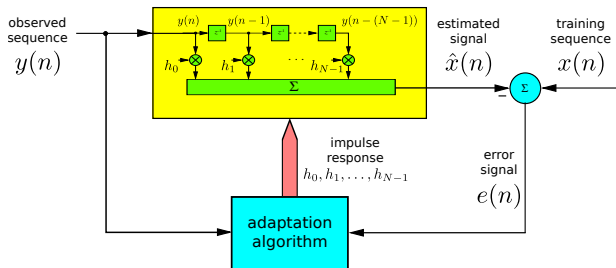 observed
sequence
y(n)
y(n)
y(n−1)
y(n−(N−1))
z⁻¹
z⁻¹
z⁻¹
h₀
h₁
...
h_{N−1}
Σ
estimated
signal
x̂(n)
training
sequence
x(n)
−
Σ
impulse
response
h₀, h₁, . . . , h_{N−1}
error
signal
e(n)
adaptation
algorithm